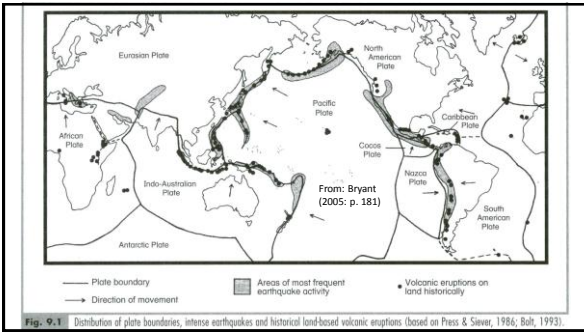 Eurasian Plate
North
American
Plate
Pacific
Plate
African
Plate
Caribbean
Plate
Cocos
Plate
Indo-Australian
Plate
Nazca
Plate
From: Bryant
(2005: p. 181)
South
American
Plate
Antarctic Plate
Plate boundary
Direction of movement
Areas of most frequent
earthquake activity
Volcanic eruptions on
land historically
Fig. 9.1 Distribution of plate boundaries, intense earthquakes and historical land-based volcanic eruptions (based on Press & Siever, 1986; Bolt, 1993).